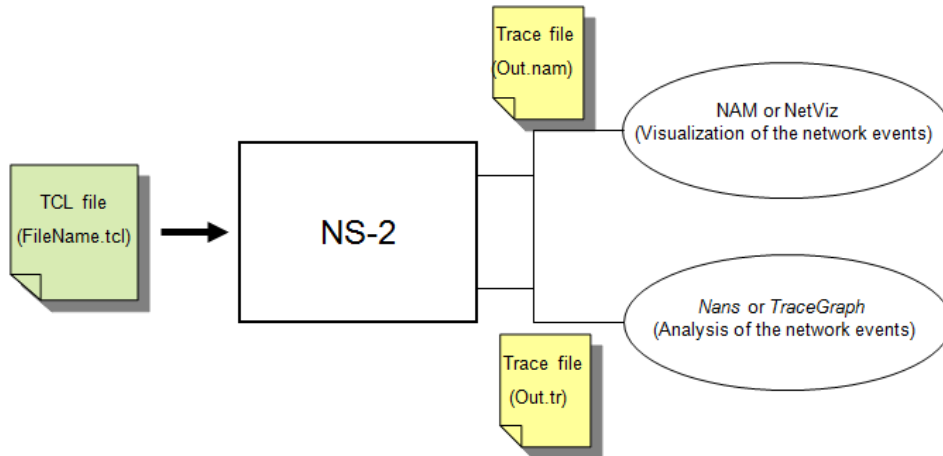 Trace file
(Out.nam)
NAM or NetViz
(Visualization of the network events)
TCL file
(FileName.tcl)
NS-2
Nans or TraceGraph
(Analysis of the network events)
Trace file
(Out.tr)